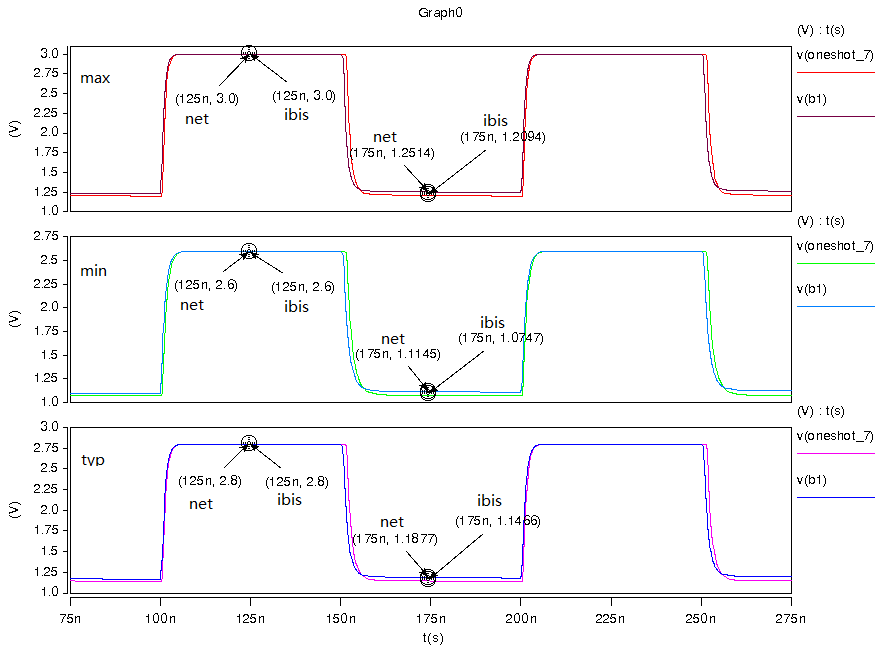 Graph0
(V) : t(s)
v(oneshot_7)
v(b1)
3.0
2.75
2.5
2.25
2.0
1.75
1.5
1.25
1.0
(V)
max
(125n, 3.0)
net
(125n, 3.0)
ibis
net
(175n, 1.2514)
ibis
(175n, 1.2094)
(V) : t(s)
v(oneshot_7)
v(b1)
2.75
2.5
2.25
2.0
1.75
1.5
1.25
1.0
(V)
min
(125n, 2.6)
net
(125n, 2.6)
ibis
net
(175n, 1.1145)
ibis
(175n, 1.0747)
(V) : t(s)
v(oneshot_7)
v(b1)
3.0
2.75
2.5
2.25
2.0
1.75
1.5
1.25
1.0
(V)
typ
(125n, 2.8)
net
(125n, 2.8)
ibis
net
(175n, 1.1877)
ibis
(175n, 1.1466)
75n 100n 125n 150n 175n 200n 225n 250n 275n
t(s)